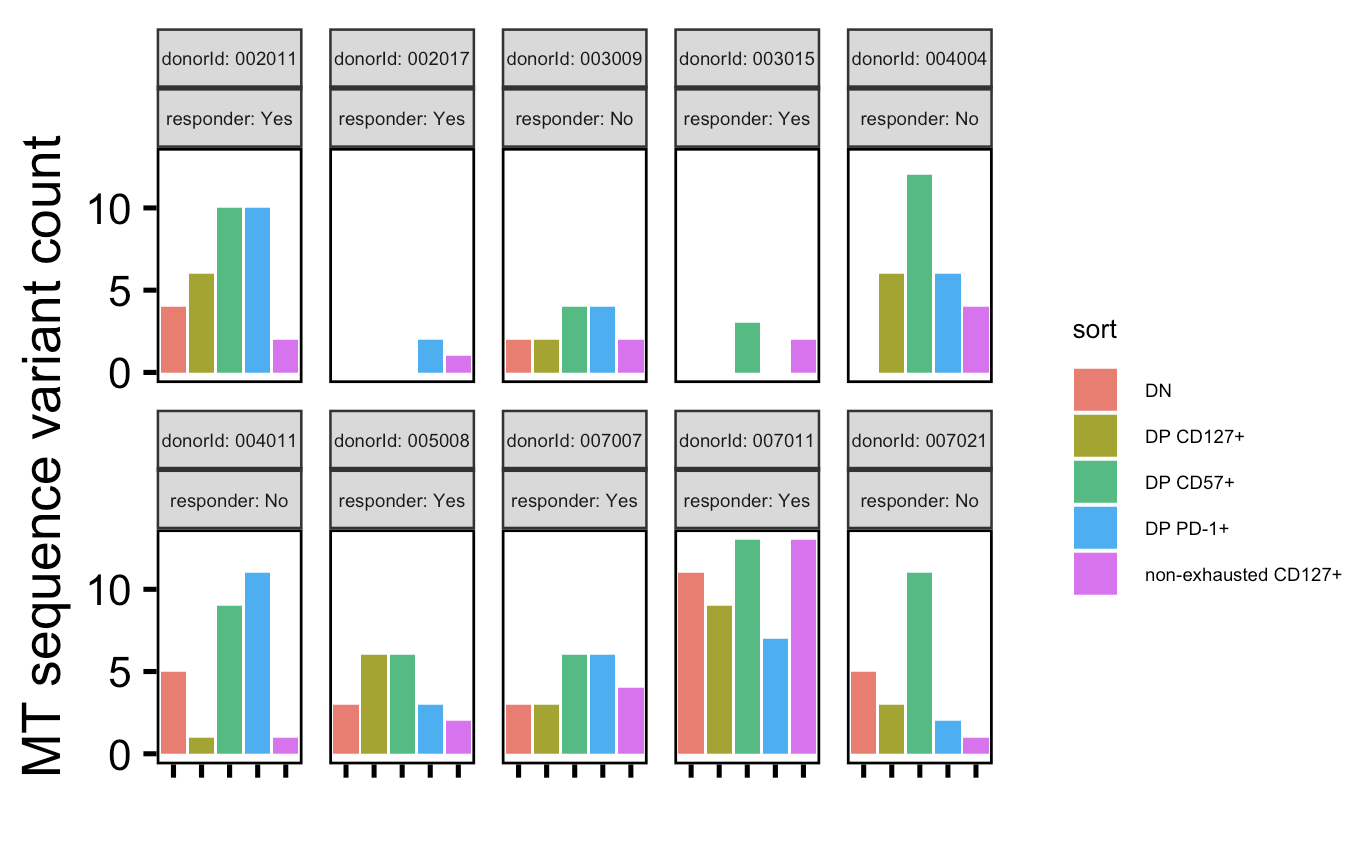 donorId: 002011
donorId: 002017
donorId: 003009
donorId: 003015
donorId: 004004
responder: Yes
responder: Yes
responder: No
responder: Yes
responder: No
MT sequence variant count
10
5
0
donorId: 004011
donorId: 005008
donorId: 007007
donorId: 007011
donorId: 007021
responder: No
responder: Yes
responder: Yes
responder: Yes
responder: No
10
5
0
sort
DN
DP CD127+
DP CD57+
DP PD-1+
non-exhausted CD127+